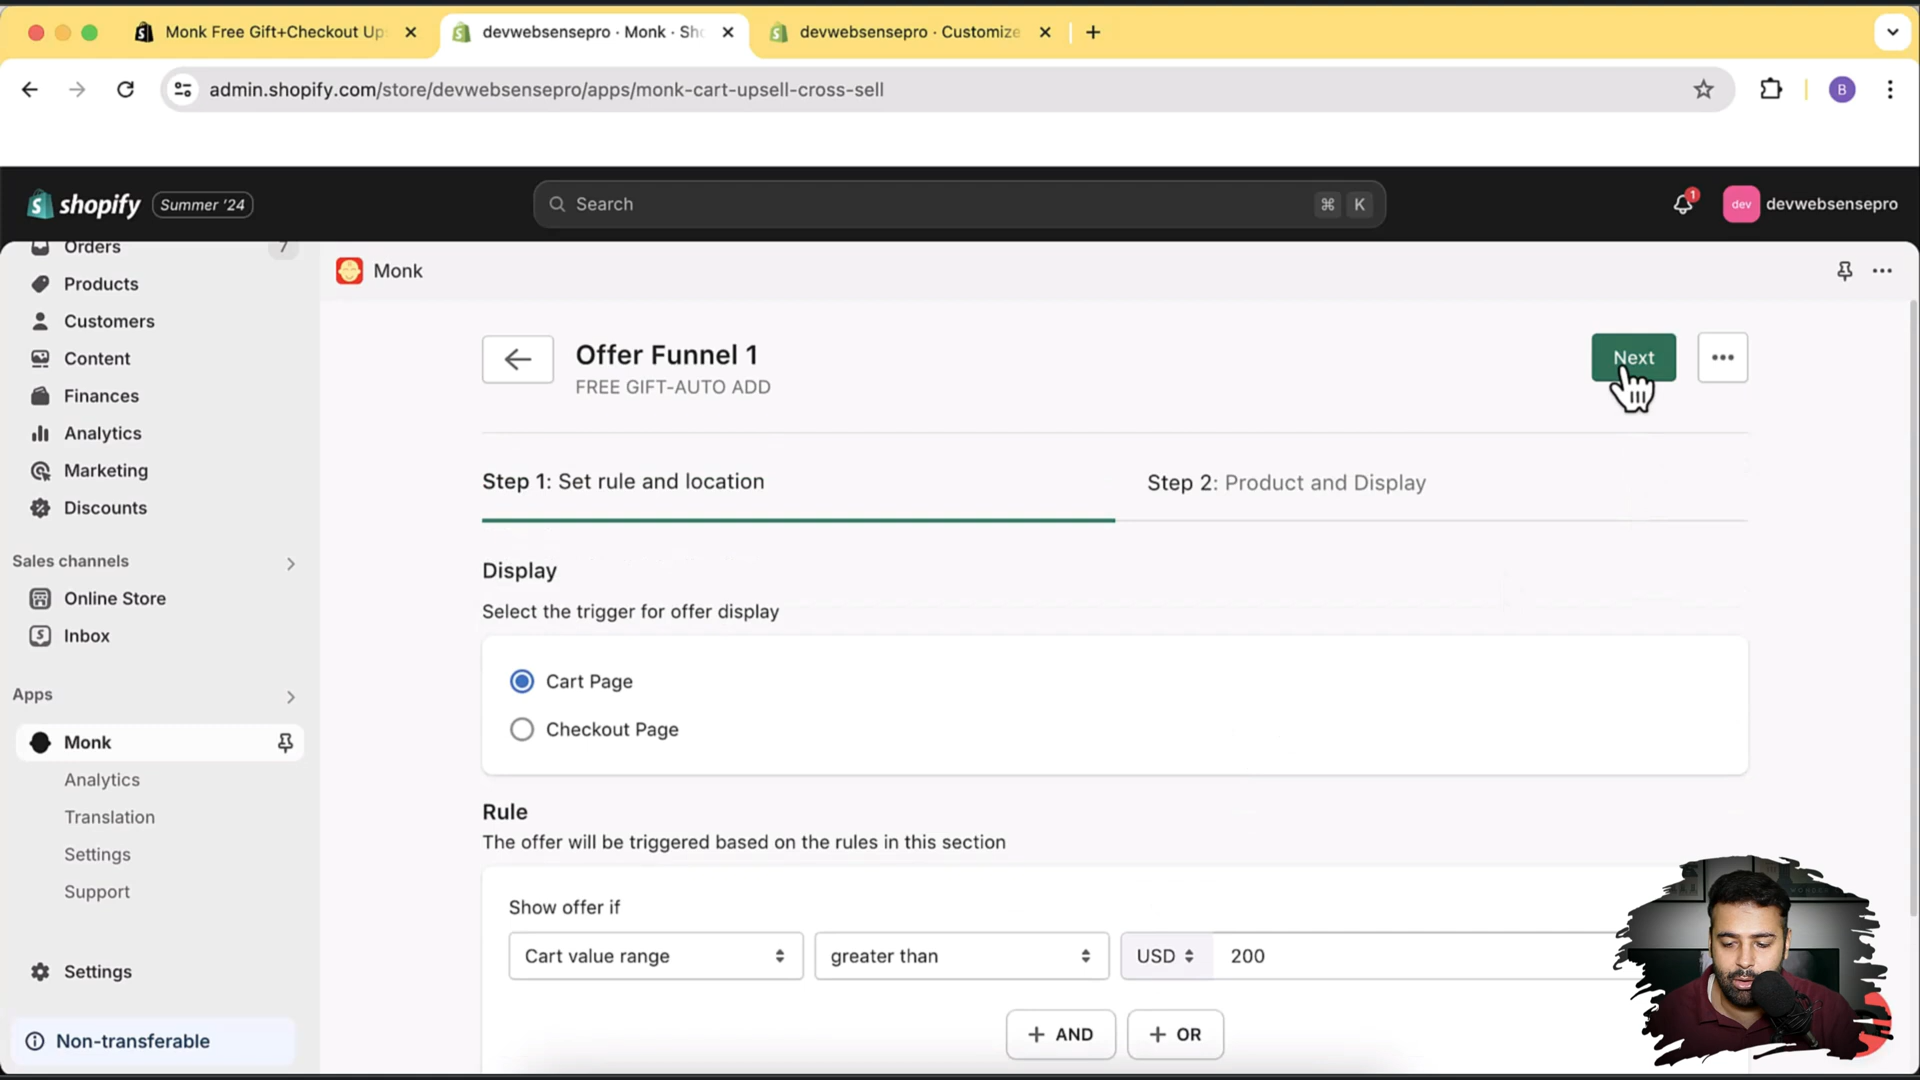 Monk Free Gift+Checkout Ups
devwebsensepro · Monk · Sho
devwebsensepro · Customize
admin.shopify.com/store/devwebsensepro/apps/monk-cart-upsell-cross-sell
B
shopify
Summer '24
Search
⌘ K
1
dev
devwebsensepro
Orders 7
Products
Customers
Content
Finances
Analytics
Marketing
Discounts
Sales channels
Online Store
Inbox
Apps
Monk
Analytics
Translation
Settings
Support
Settings
Non-transferable
Monk
Offer Funnel 1
FREE GIFT-AUTO ADD
Next
Step 1: Set rule and location
Step 2: Product and Display
Display
Select the trigger for offer display
Cart Page
Checkout Page
Rule
The offer will be triggered based on the rules in this section
Show offer if
Cart value range greater than USD 200
+ AND + OR